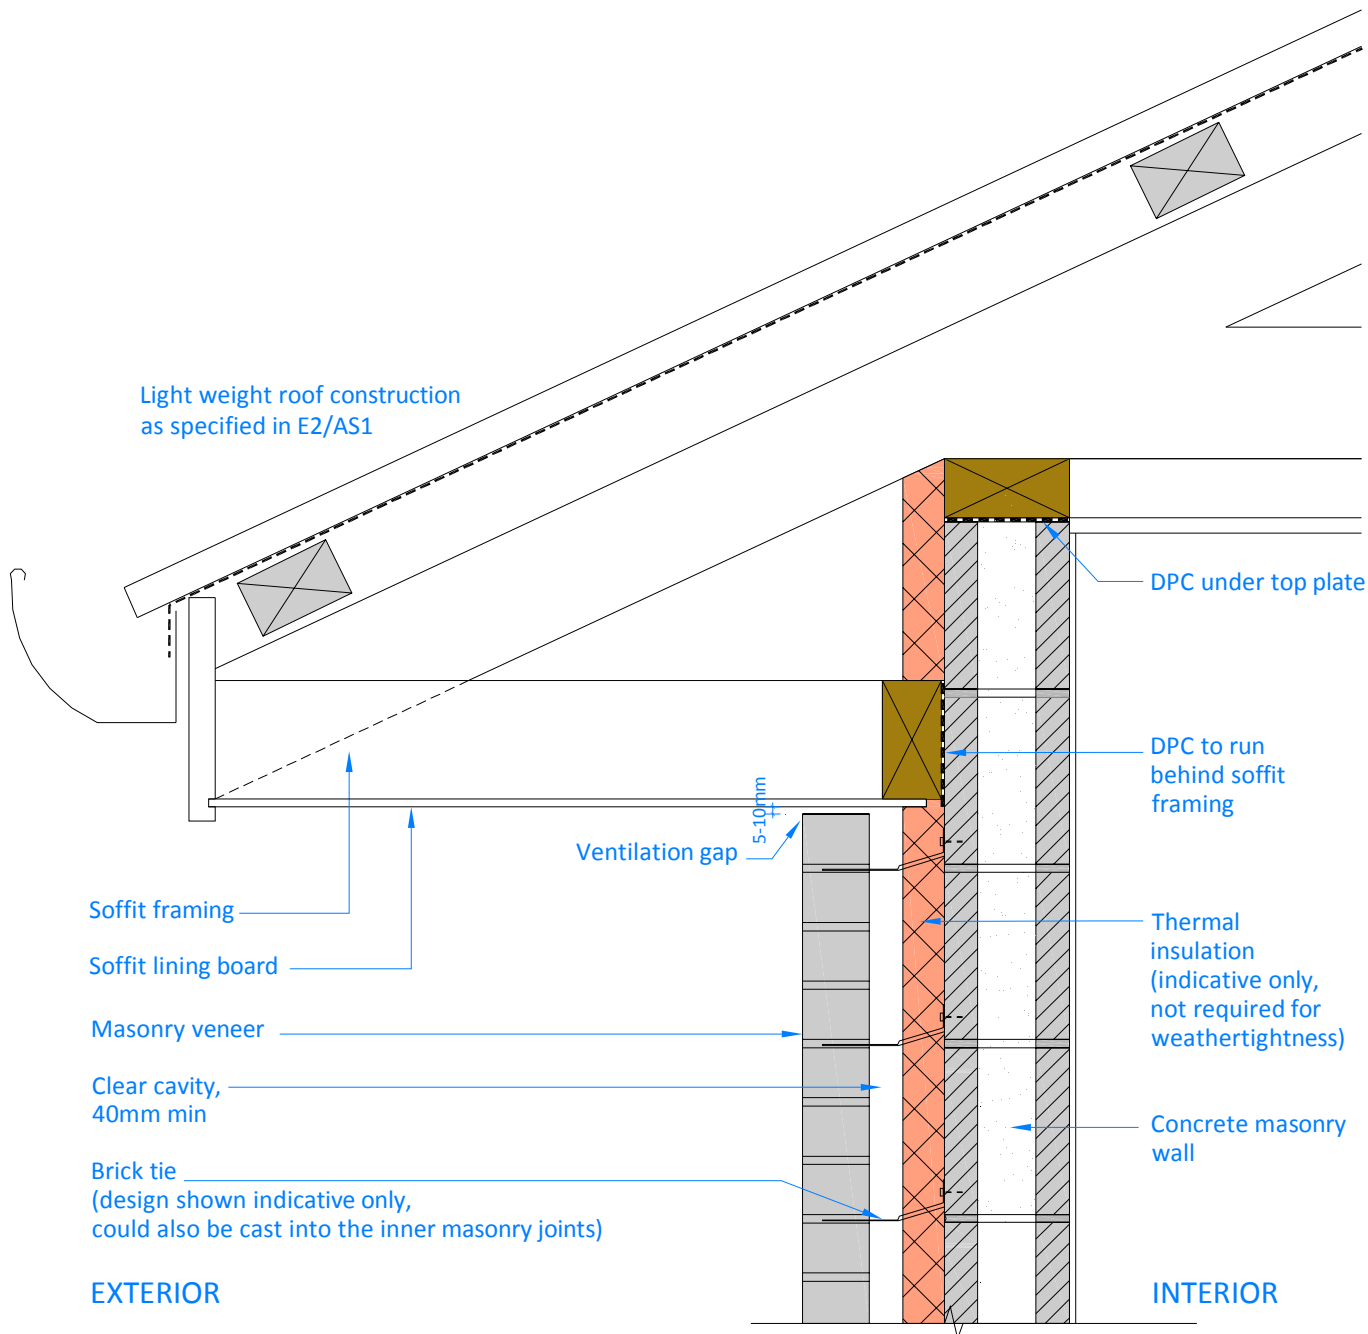 Light weight roof construction
as specified in E2/AS1
DPC under top plate
DPC to run
behind soffit
framing
5-10mm
Ventilation gap
Soffit framing
Soffit lining board
Masonry veneer
Clear cavity,
40mm min
Brick tie
(design shown indicative only,
could also be cast into the inner masonry joints)
Thermal
insulation
(indicative only,
not required for
weathertightness)
Concrete masonry
wall
EXTERIOR
INTERIOR